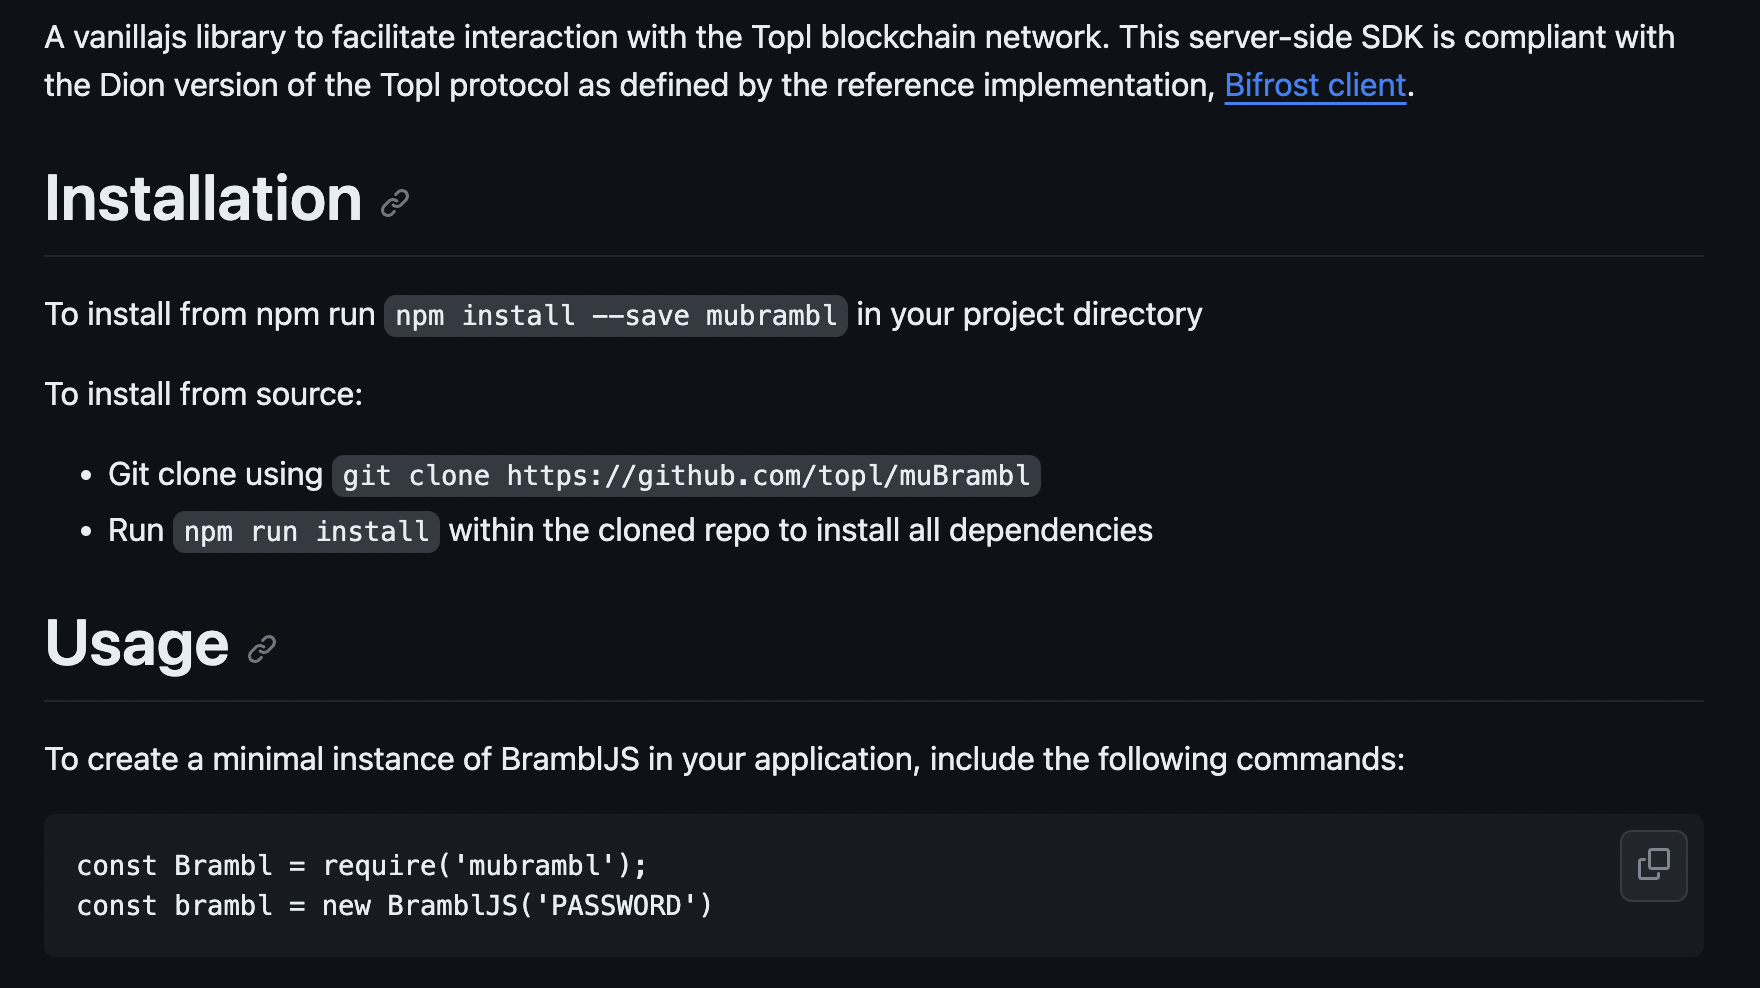 A vanillajs library to facilitate interaction with the Topl blockchain network. This server-side SDK is compliant with
the Dion version of the Topl protocol as defined by the reference implementation, Bifrost client.
Installation
To install from npm run npm install --save mubrambl in your project directory
To install from source:
• Git clone using git clone https://github.com/topl/muBrambl
• Run npm run install within the cloned repo to install all dependencies
Usage
To create a minimal instance of BramblJS in your application, include the following commands:
const Brambl = require('mubrambl');
const brambl = new BramblJS('PASSWORD')